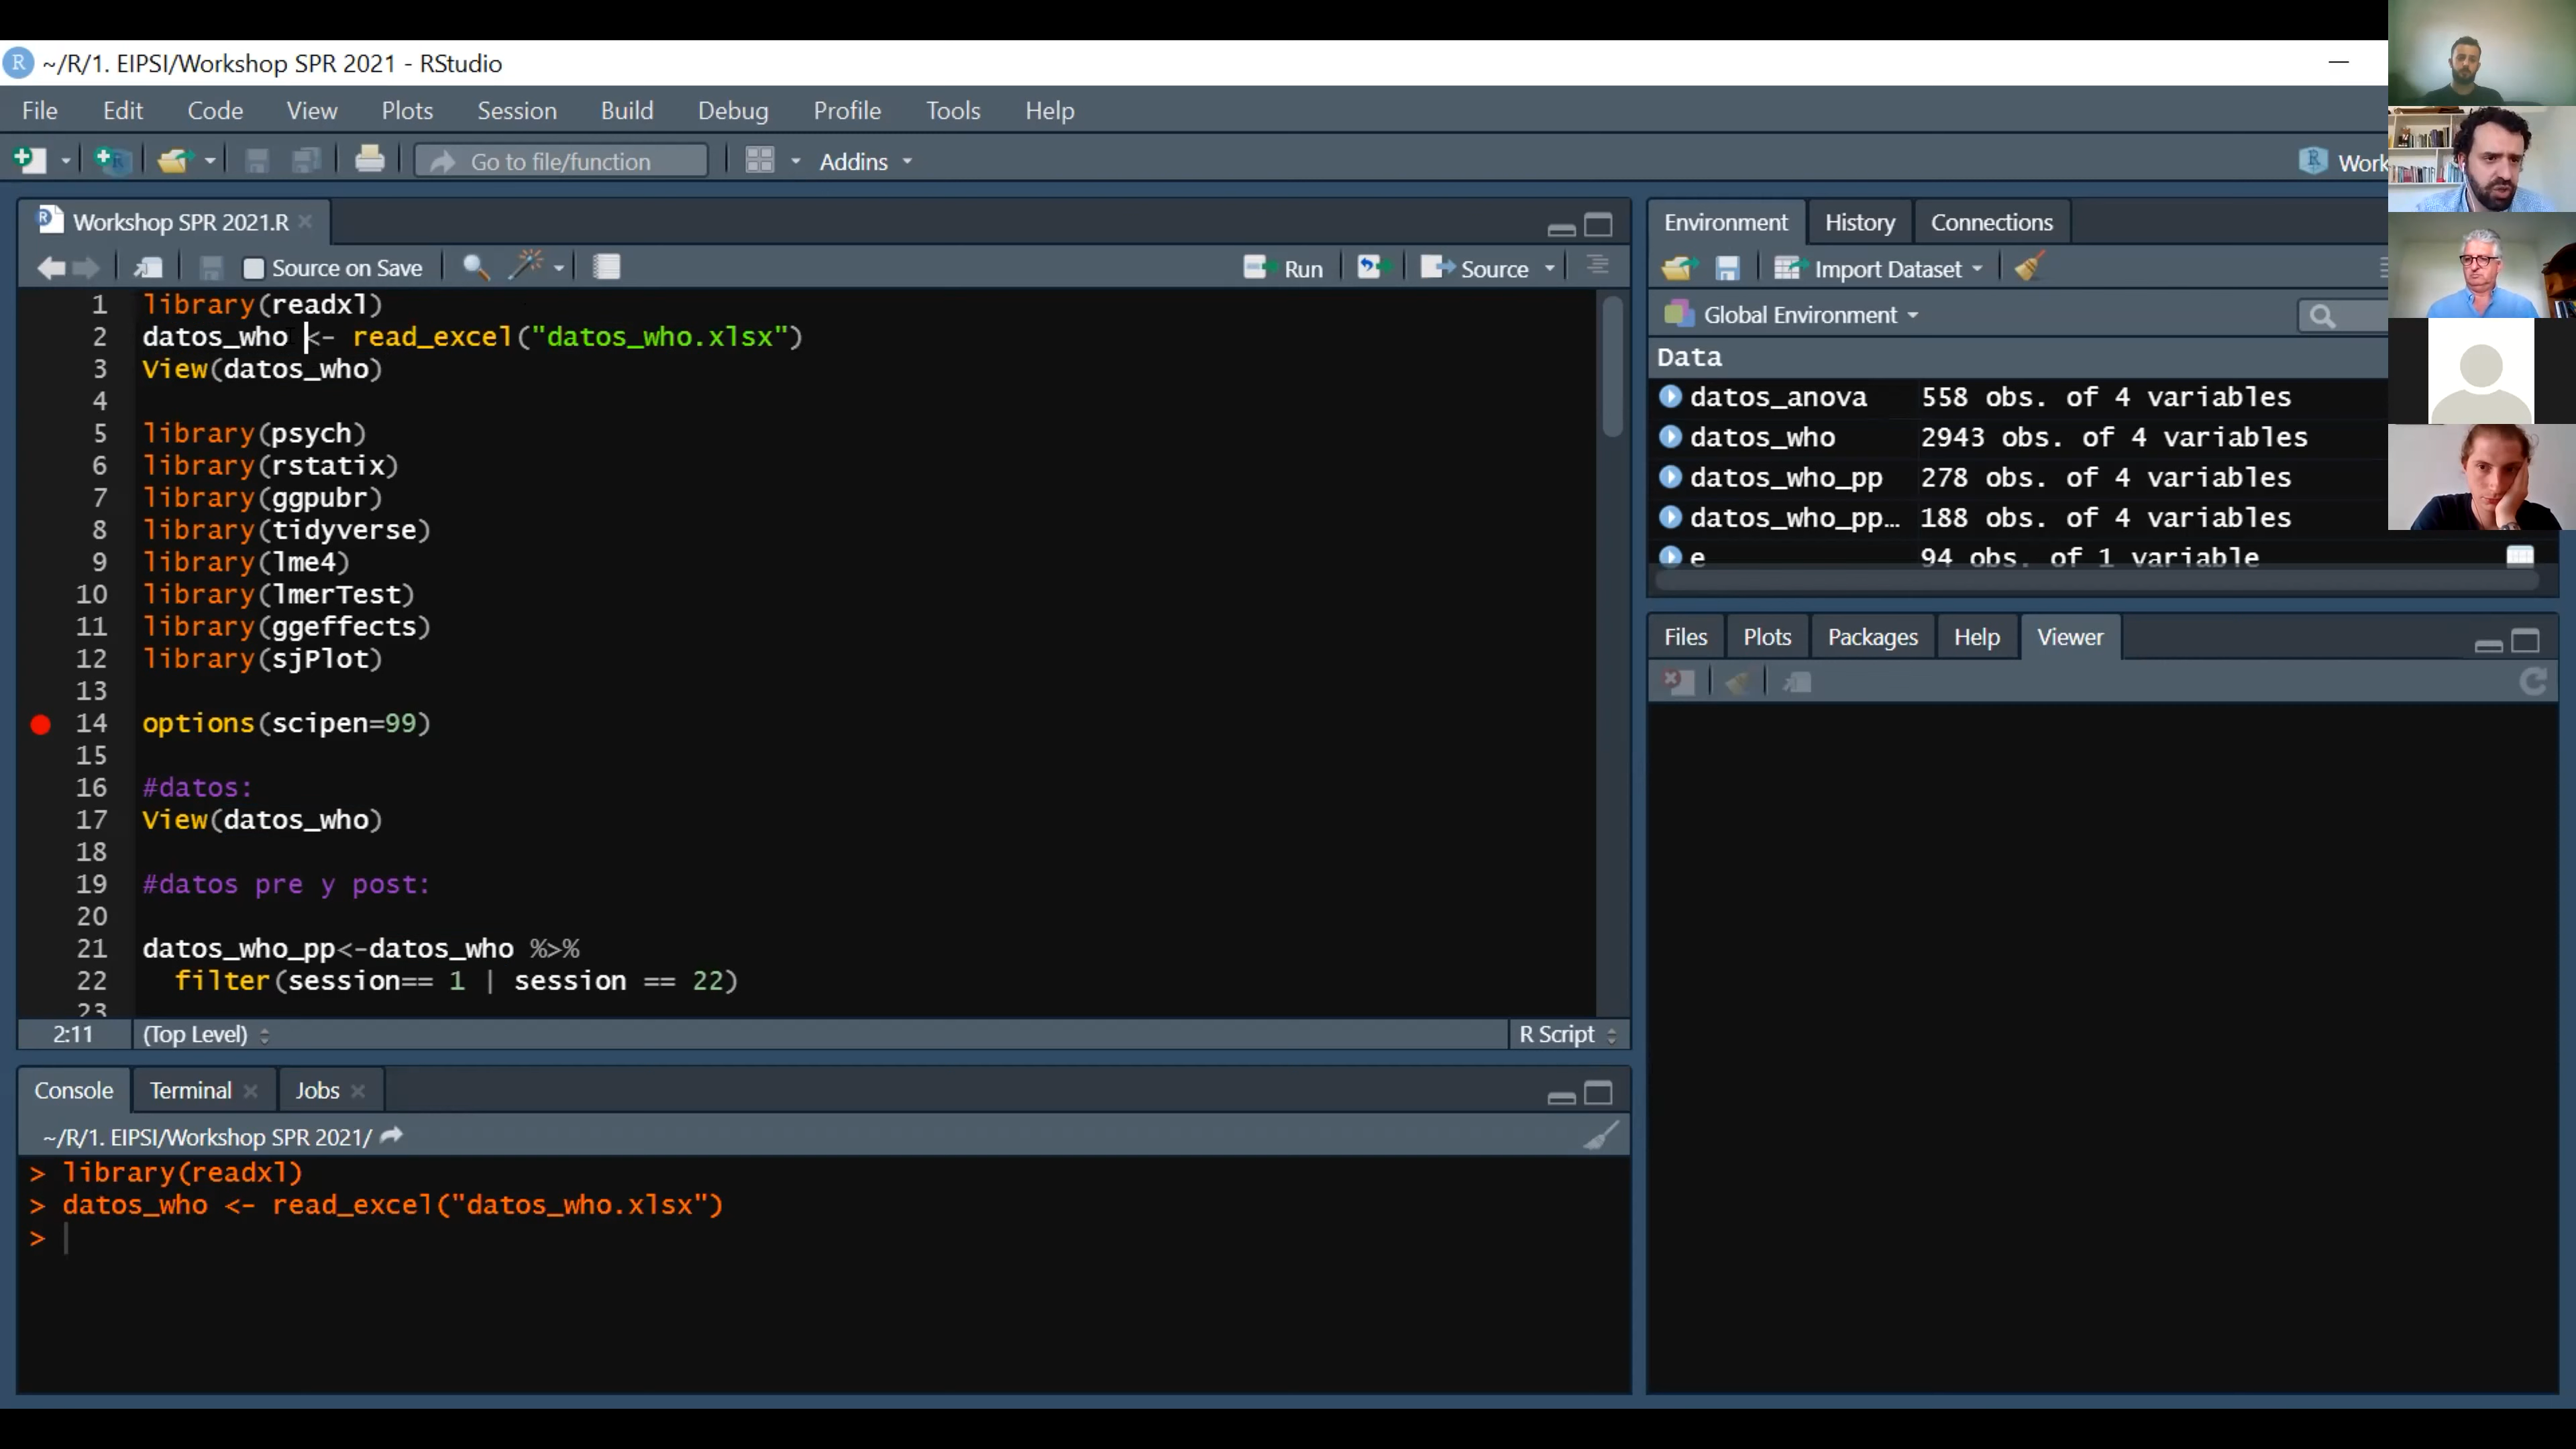 ~/R/1. EIPSI/Workshop SPR 2021 - RStudio
File Edit Code View Plots Session Build Debug Profile Tools Help
Go to file/function Addins
Work
Workshop SPR 2021.R
Source on Save Run Source
1 library(readxl)
2 datos_who <- read_excel("datos_who.xlsx")
3 View(datos_who)
4
5 library(psych)
6 library(rstatix)
7 library(ggpubr)
8 library(tidyverse)
9 library(lme4)
10 library(lmerTest)
11 library(ggeffects)
12 library(sjPlot)
13
14 options(scipen=99)
15
16 #datos:
17 View(datos_who)
18
19 #datos pre y post:
20
21 datos_who_pp<-datos_who %>%
22 filter(session== 1 | session == 22)
23
2:11 (Top Level) R Script
Console Terminal Jobs
~/R/1. EIPSI/Workshop SPR 2021/
> library(readxl)
> datos_who <- read_excel("datos_who.xlsx")
>
Environment History Connections
Import Dataset
Global Environment
Data
datos_anova 558 obs. of 4 variables
datos_who 2943 obs. of 4 variables
datos_who_pp 278 obs. of 4 variables
datos_who_pp… 188 obs. of 4 variables
e 94 obs. of 1 variable
Files Plots Packages Help Viewer